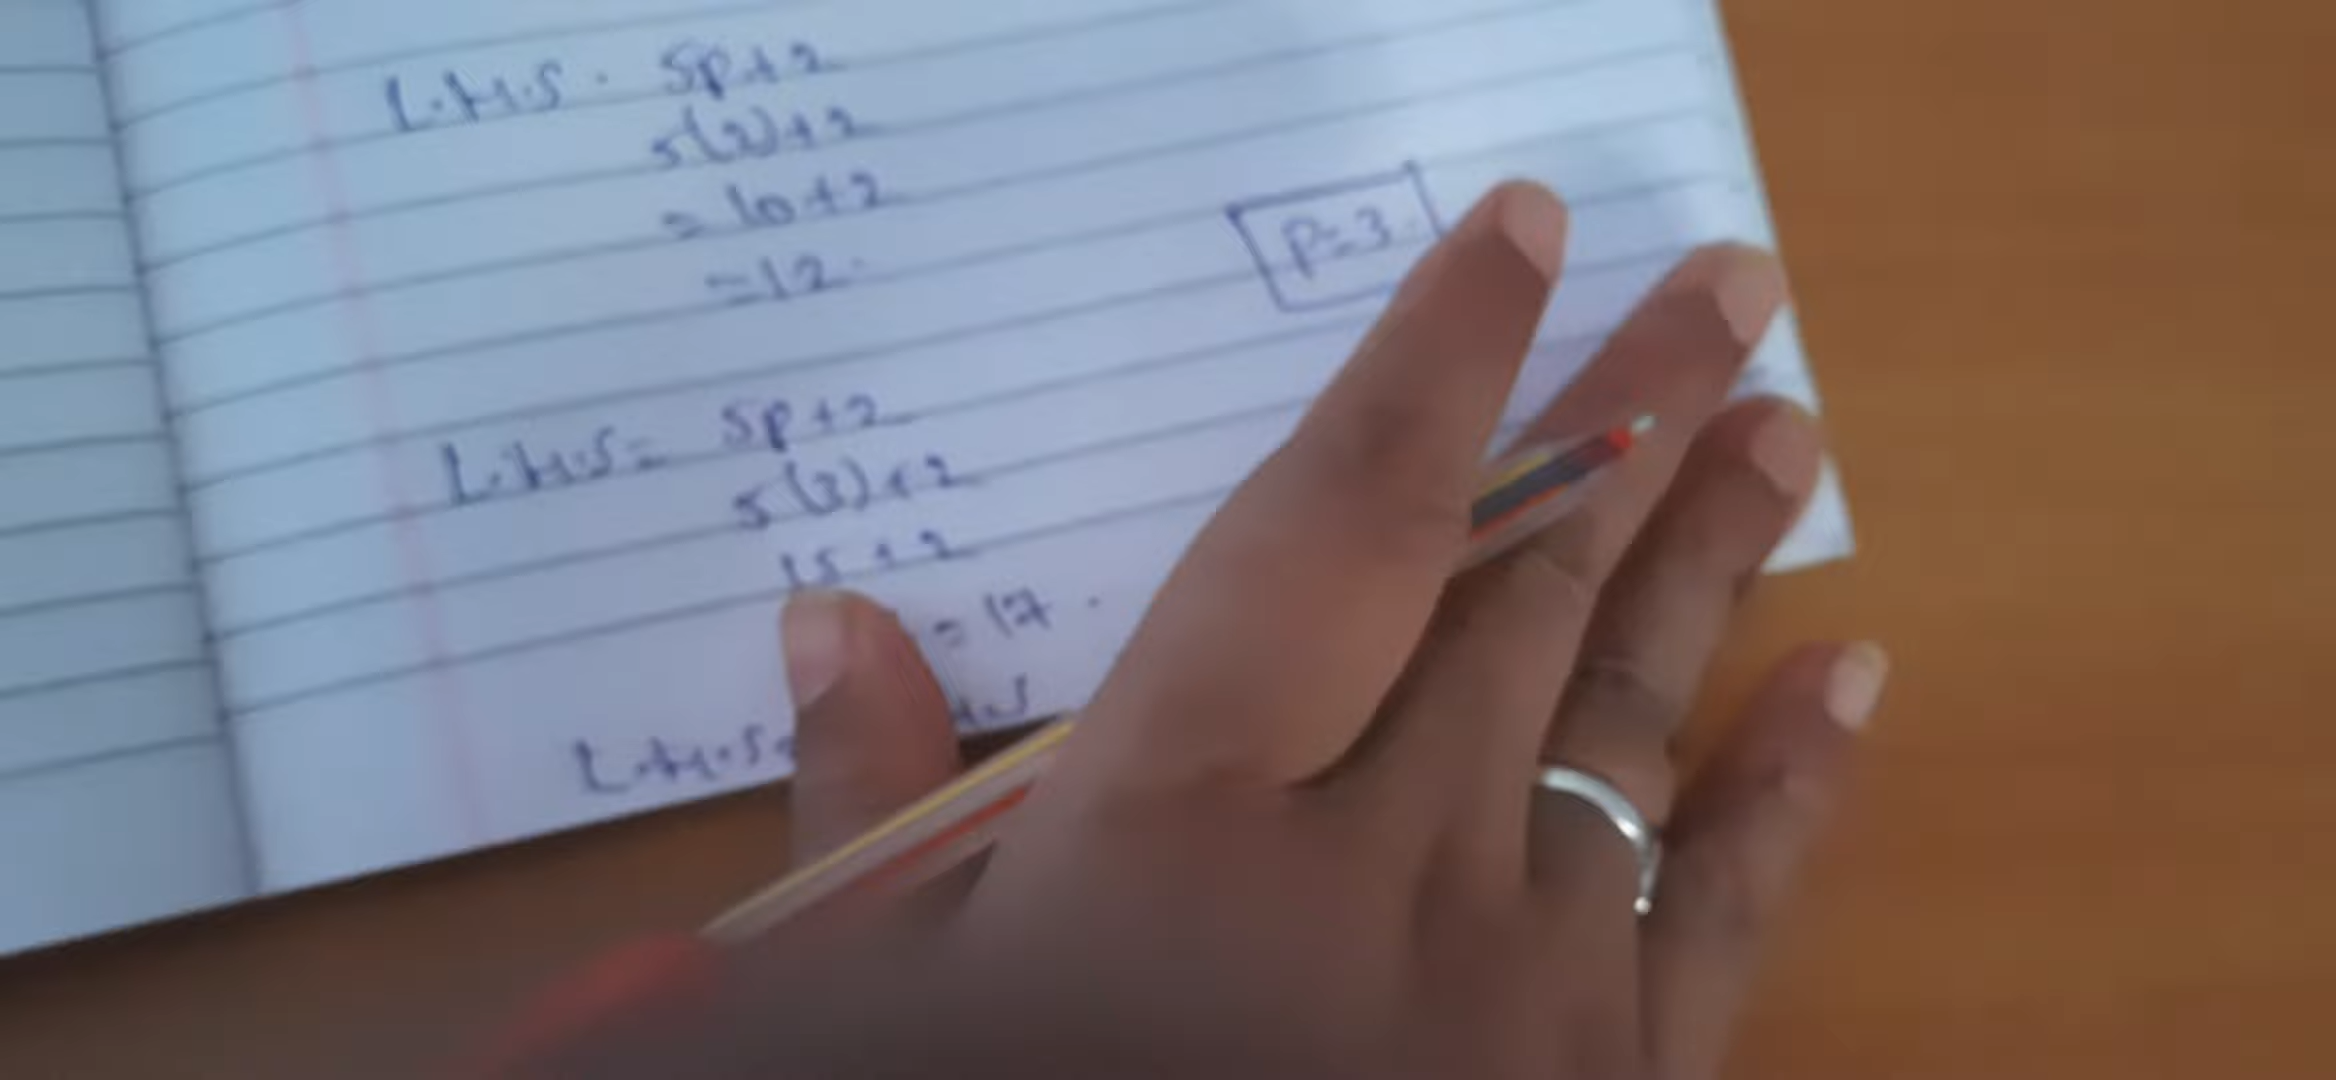 L.H.S. 5p+2
5(2)+2
= 10+2
=12.
P=3.
L.H.S= 5p+2
5(3)+2
15+2
=17.
L.H.S=